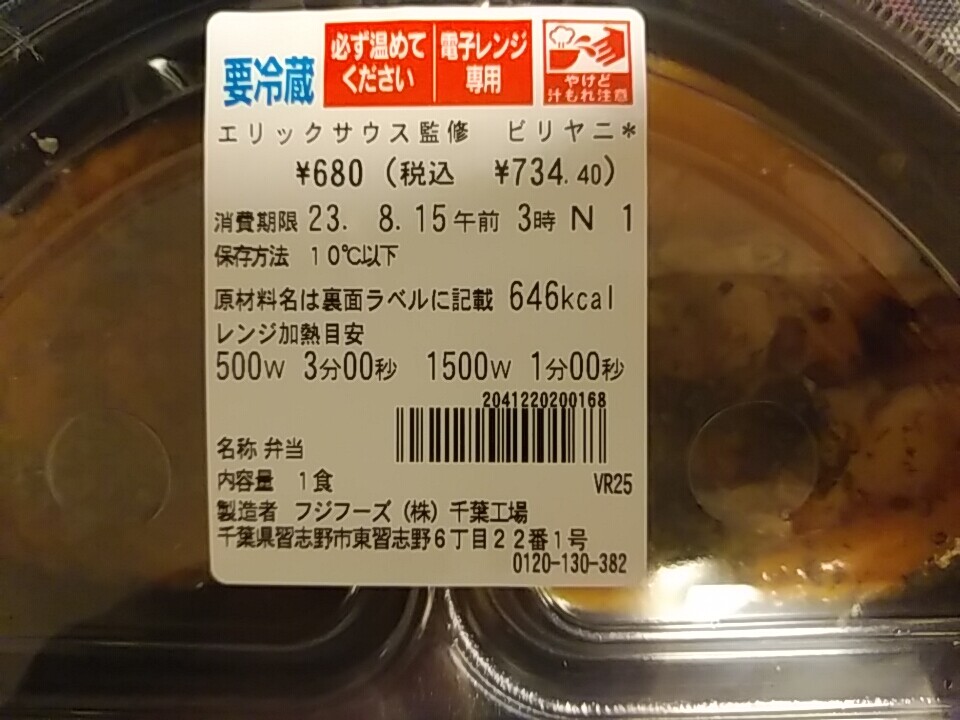 要冷蔵
必ず温めて
ください
電子レンジ
専用
やけど
汁もれ注意
エリックサウス監修 ビリヤニ*
¥680 (税込 ¥734.40)
消費期限 23. 8.15午前 3時 N 1
保存方法 10℃以下
原材料名は裏面ラベルに記載 646kcal
レンジ加熱目安
500W 3分00秒 1500W 1分00秒
2041220200168
名称 弁当
内容量 1食
VR25
製造者 フジフーズ(株)千葉工場
千葉県習志野市東習志野6丁目22番1号
0120-130-382